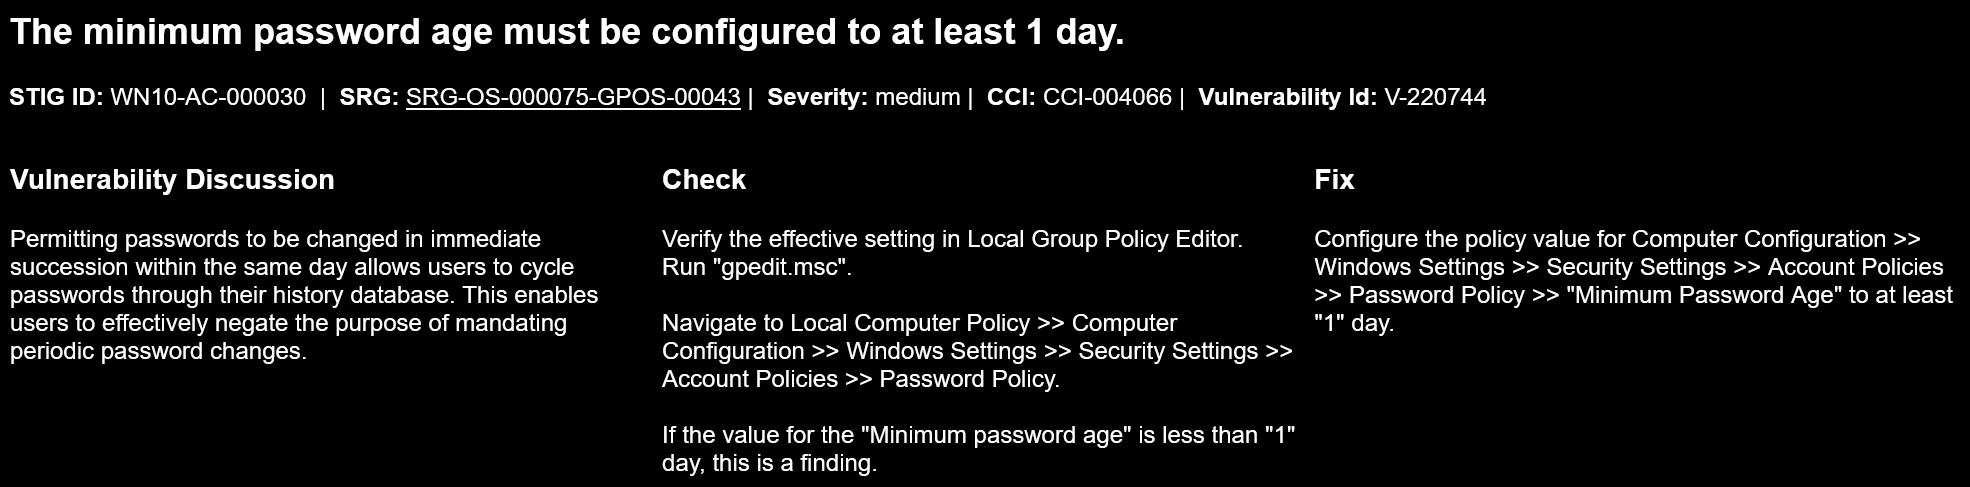 The minimum password age must be configured to at least 1 day.
STIG ID: WN10-AC-000030 | SRG: SRG-OS-000075-GPOS-00043 | Severity: medium | CCI: CCI-004066 | Vulnerability Id: V-220744
Vulnerability Discussion
Permitting passwords to be changed in immediate
succession within the same day allows users to cycle
passwords through their history database. This enables
users to effectively negate the purpose of mandating
periodic password changes.
Check
Verify the effective setting in Local Group Policy Editor.
Run "gpedit.msc".
Navigate to Local Computer Policy >> Computer
Configuration >> Windows Settings >> Security Settings >>
Account Policies >> Password Policy.
If the value for the "Minimum password age" is less than "1"
day, this is a finding.
Fix
Configure the policy value for Computer Configuration >>
Windows Settings >> Security Settings >> Account Policies
>> Password Policy >> "Minimum Password Age" to at least
"1" day.